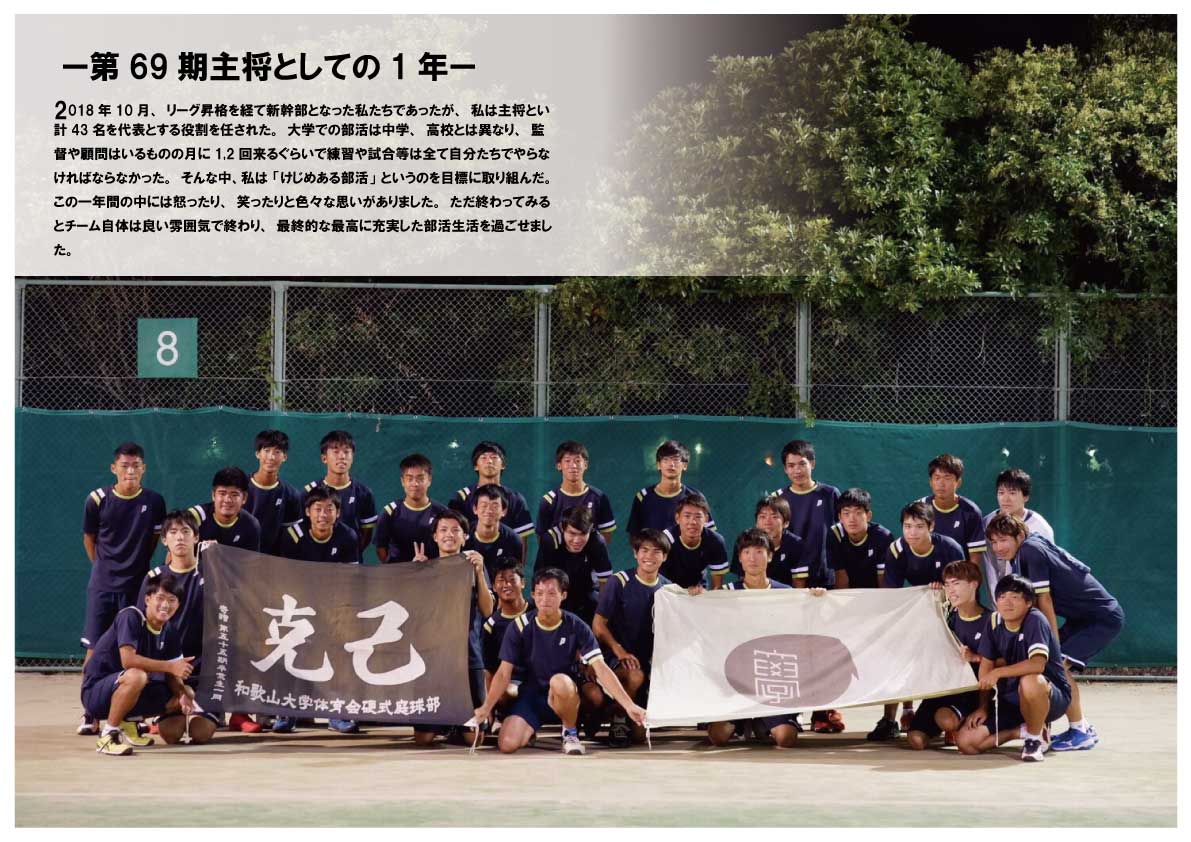 ー第 69 期主将としての 1 年ー
2018 年 10 月、 リーグ昇格を経て新幹部となった私たちであったが、 私は主将とい
計 43 名を代表とする役割を任された。 大学での部活は中学、 高校とは異なり、 監
督や顧問はいるものの月に 1,2 回来るぐらいで練習や試合等は全て自分たちでやらな
ければならなかった。 そんな中、私は「けじめある部活」というのを目標に取り組んだ。
この一年間の中には怒ったり、 笑ったりと色々な思いがありました。 ただ終わってみる
とチーム自体は良い雰囲気で終わり、 最終的な最高に充実した部活生活を過ごせまし
た。
8
克己
寄贈 第五十五期卒業生一同
和歌山大学体育会硬式庭球部